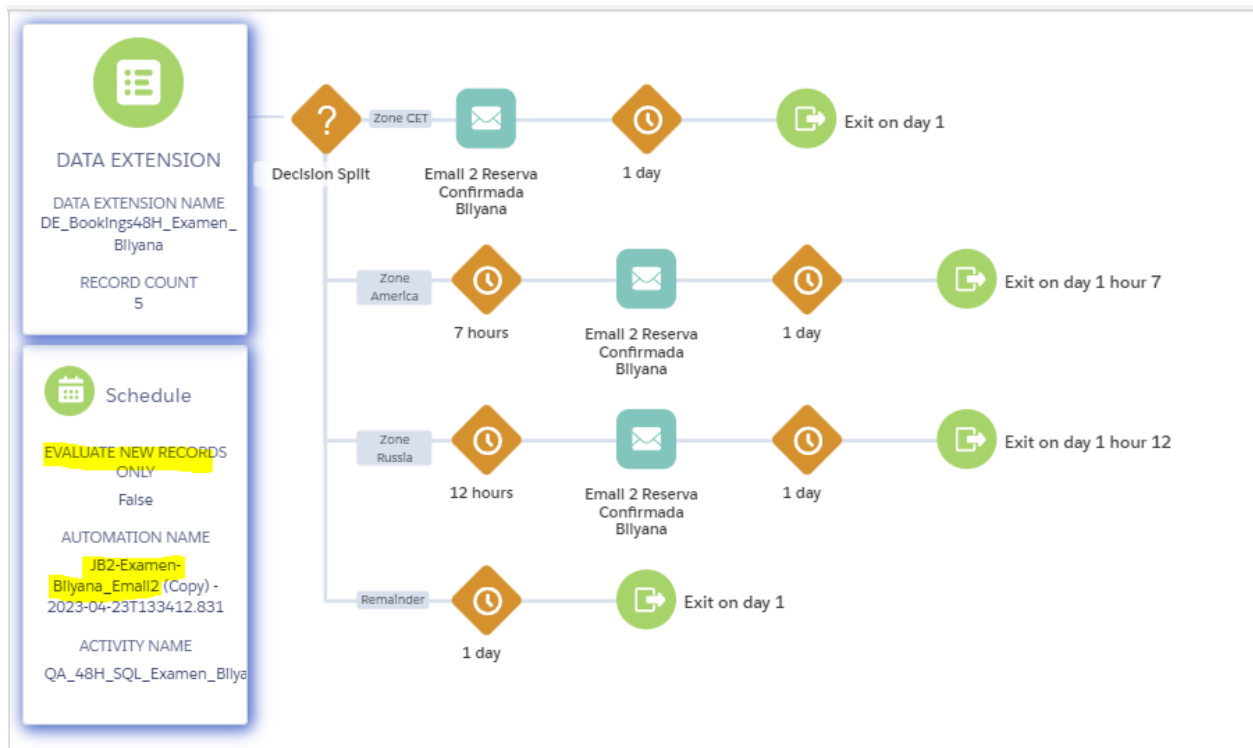 DATA EXTENSION
DATA EXTENSION NAME
DE_Bookings48H_Examen_
Bilyana
RECORD COUNT
5
Schedule
EVALUATE NEW RECORDS
ONLY
False
AUTOMATION NAME
JB2-Examen-
Bilyana_Email2 (Copy) -
2023-04-23T133412.831
ACTIVITY NAME
QA_48H_SQL_Examen_Bilya
?
Decision Split
Zone CET
Email 2 Reserva
Confirmada
Bilyana
1 day
Exit on day 1
Zone
America
7 hours
Email 2 Reserva
Confirmada
Bilyana
1 day
Exit on day 1 hour 7
Zone
Russia
12 hours
Email 2 Reserva
Confirmada
Bilyana
1 day
Exit on day 1 hour 12
Remainder
1 day
Exit on day 1